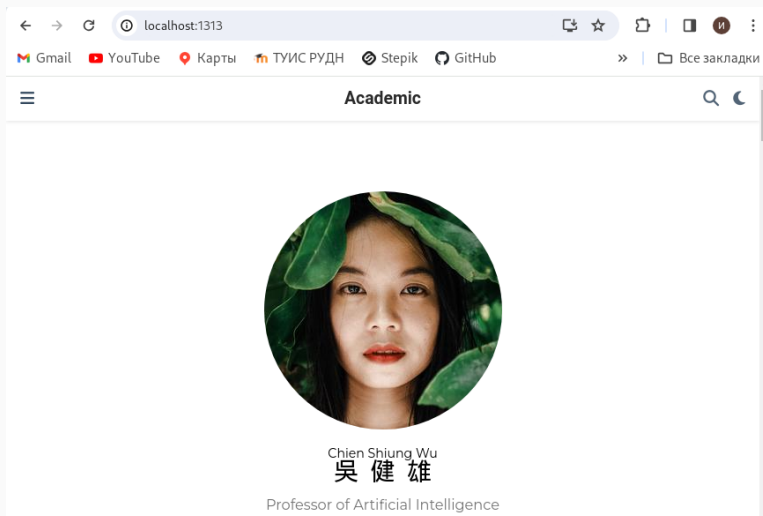 localhost:1313
И
Gmail YouTube Карты ТУИС РУДН Stepik GitHub » Все закладки
Academic
Chien Shiung Wu
吳健雄
Professor of Artificial Intelligence